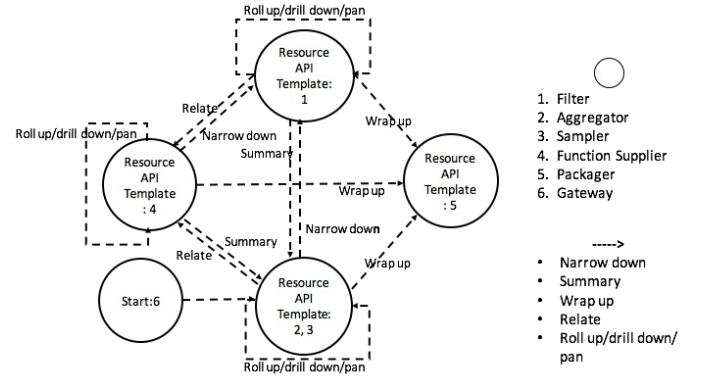 Roll up/drill down/pan
Resource
API
Template:
1
Relate
Narrow down
Summary
Wrap up
Roll up/drill down/pan
Resource
API
Template
: 4
Resource
API
Template
: 5
Wrap up
Narrow down
Summary
Relate
Wrap up
Start:6
Resource
API
Template:
2, 3
Roll up/drill down/pan
1. Filter
2. Aggregator
3. Sampler
4. Function Supplier
5. Packager
6. Gateway
• Narrow down
• Summary
• Wrap up
• Relate
• Roll up/drill down/
pan